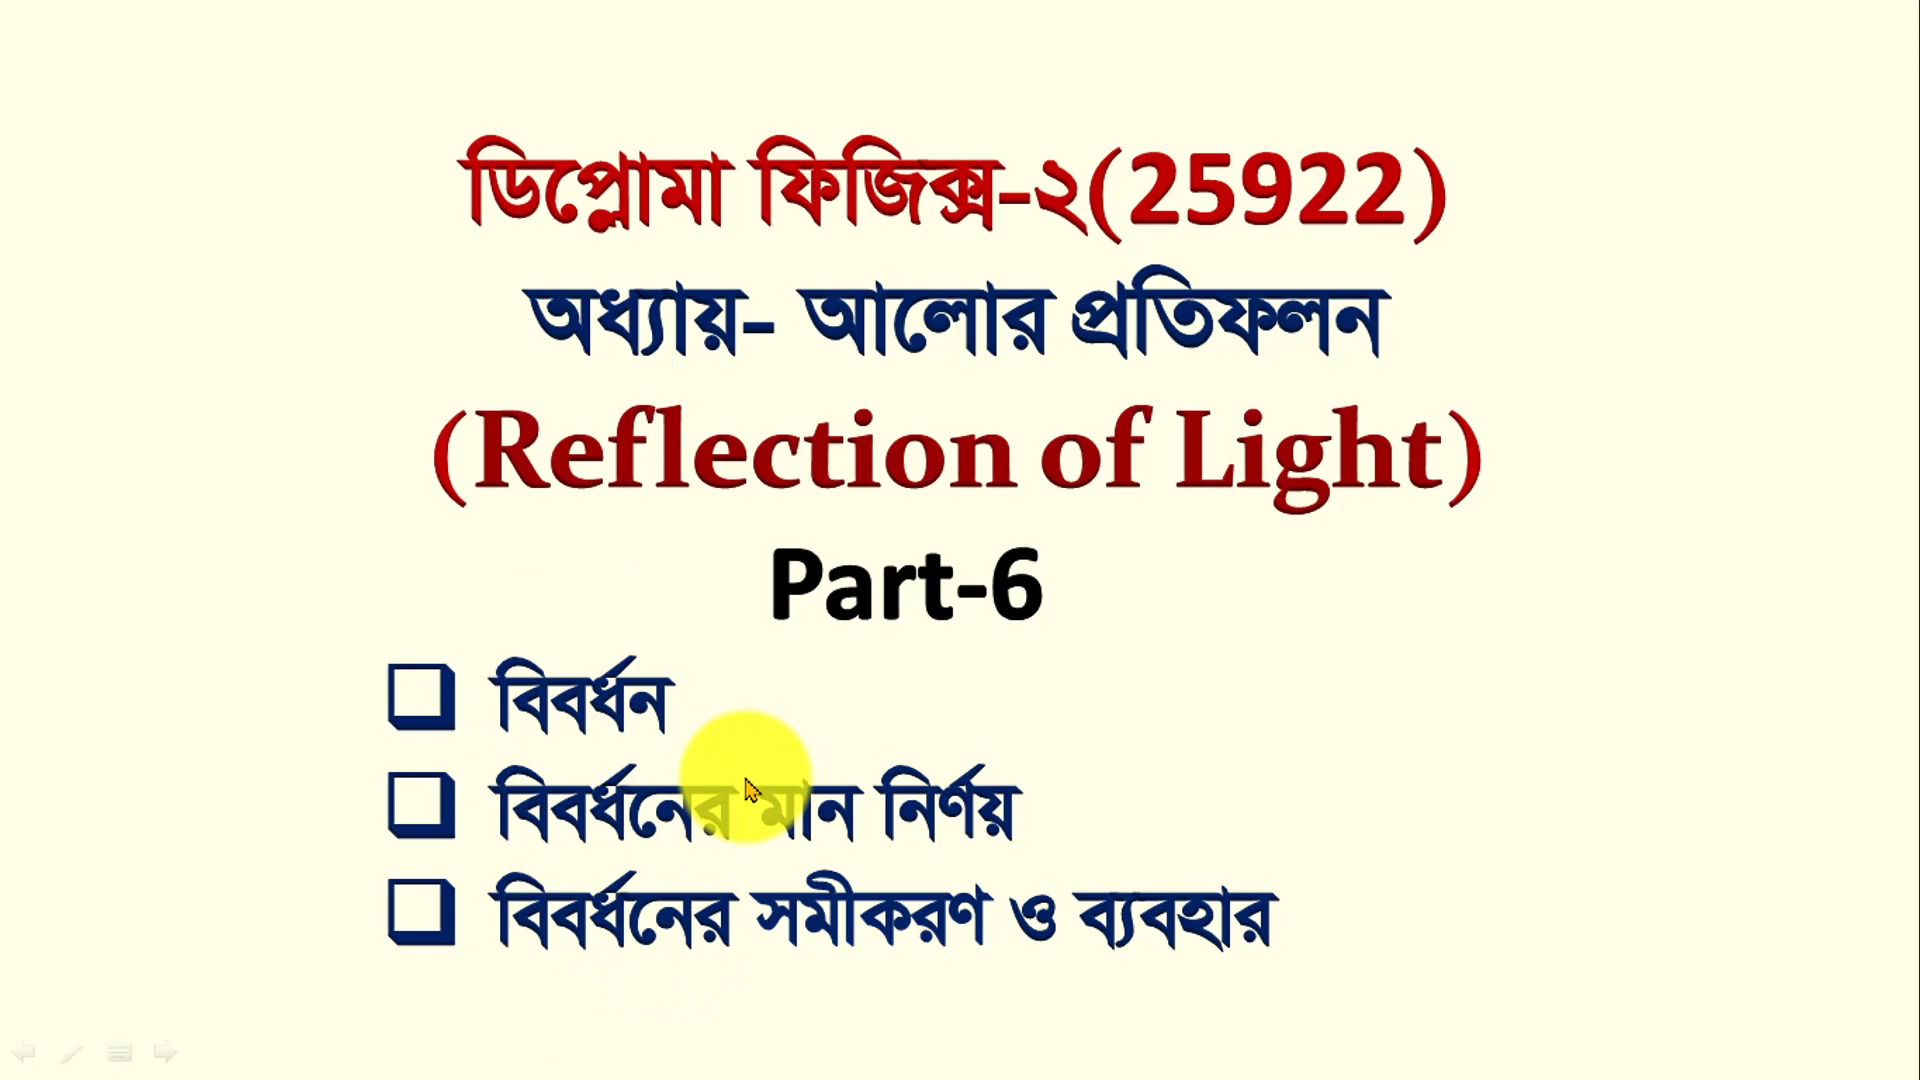 ডিপ্লোমা ফিজিক্স-২(25922)
অধ্যায়- আলোর প্রতিফলন
(Reflection of Light)
Part-6
❑ বিবর্ধন
❑ বিবর্ধনের মান নির্ণয়
❑ বিবর্ধনের সমীকরণ ও ব্যবহার